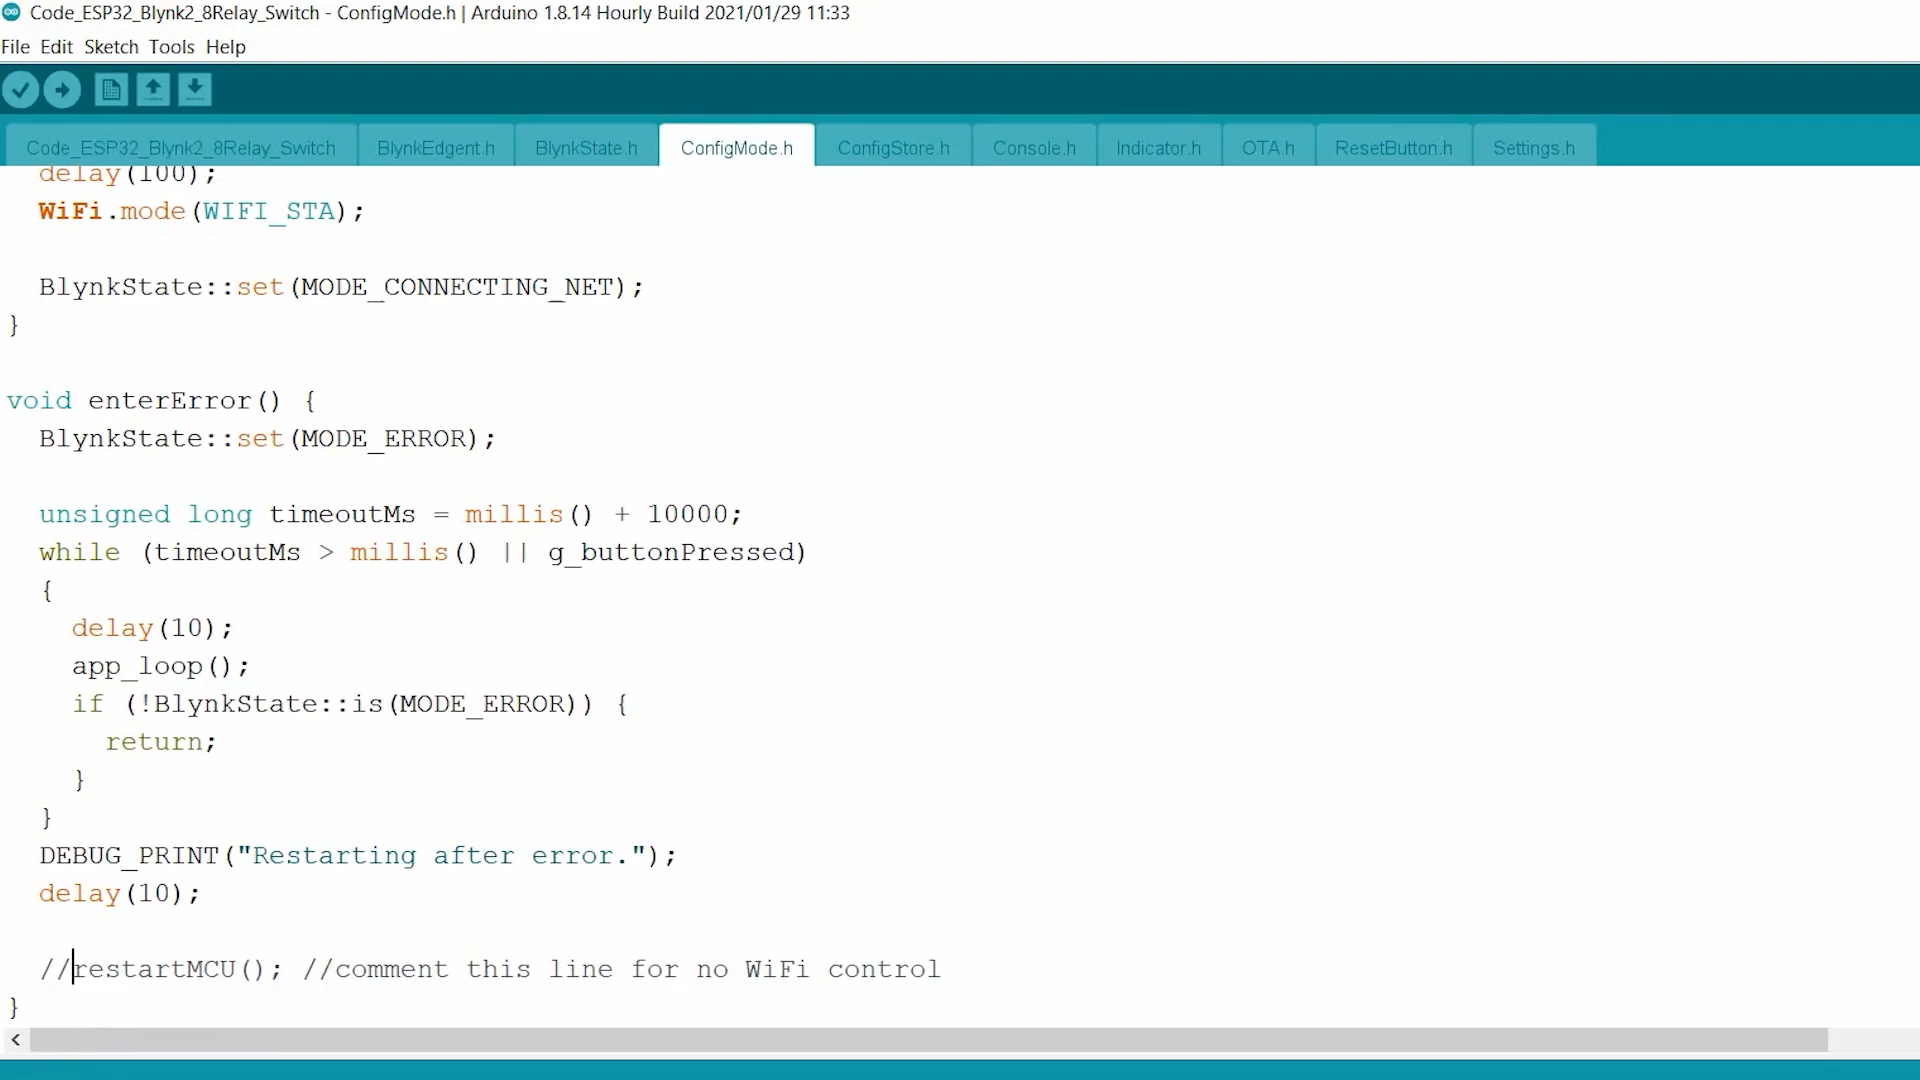 Code_ESP32_Blynk2_8Relay_Switch - ConfigMode.h | Arduino 1.8.14 Hourly Build 2021/01/29 11:33
File Edit Sketch Tools Help
Code_ESP32_Blynk2_8Relay_Switch BlynkEdgent.h BlynkState.h ConfigMode.h ConfigStore.h Console.h Indicator.h OTA.h ResetButton.h Settings.h
delay(100);
WiFi.mode(WIFI_STA);
BlynkState::set(MODE_CONNECTING_NET);
}
void enterError() {
BlynkState::set(MODE_ERROR);
unsigned long timeoutMs = millis() + 10000;
while (timeoutMs > millis() || g_buttonPressed)
{
delay(10);
app_loop();
if (!BlynkState::is(MODE_ERROR)) {
return;
}
}
DEBUG_PRINT("Restarting after error.");
delay(10);
//restartMCU(); //comment this line for no WiFi control
}